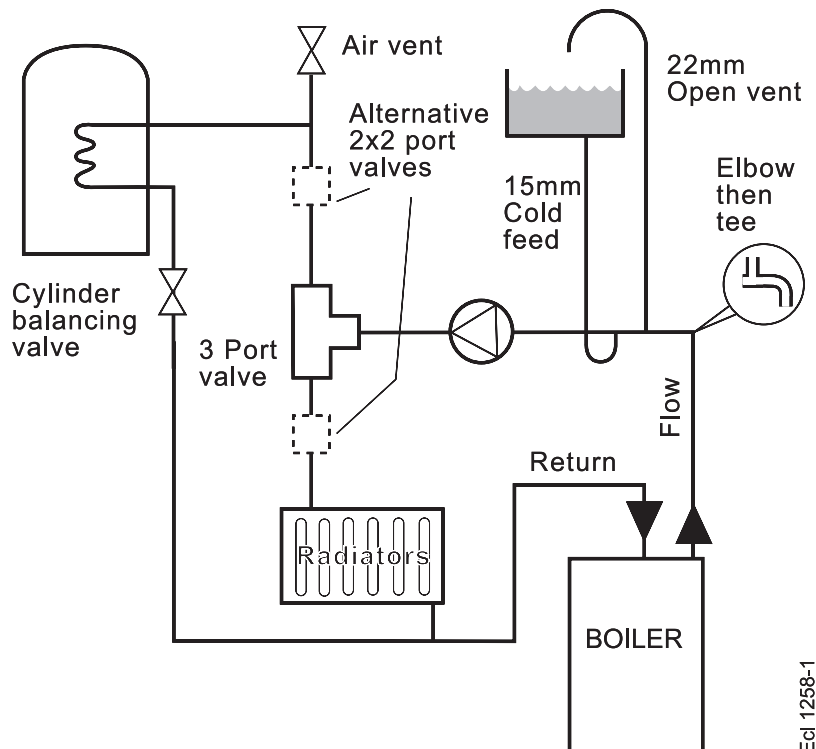 Air vent
22mm
Open vent
Alternative
2x2 port
valves
Elbow
then
tee
15mm
Cold
feed
Cylinder
balancing
valve
3 Port
valve
Flow
Return
Radiators
BOILER
Ecl 1258-1